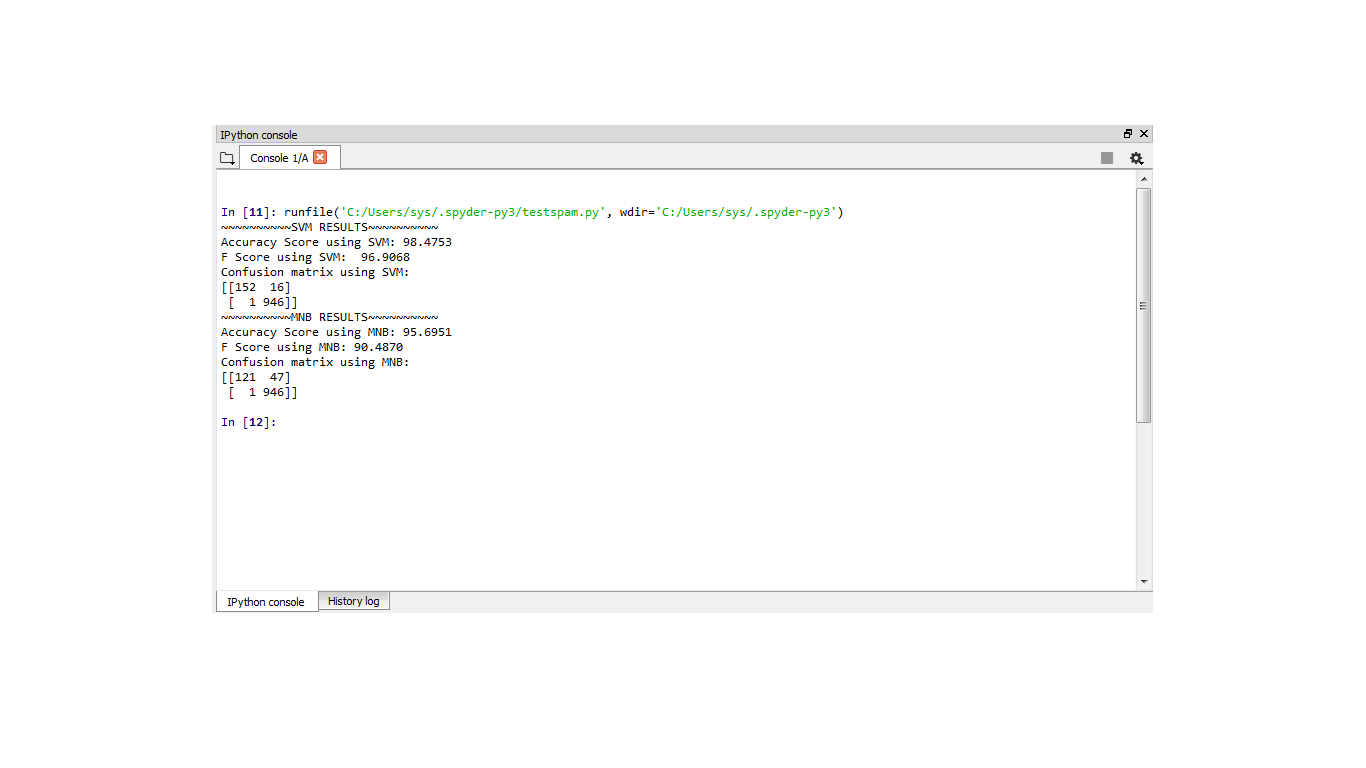 IPython console
Console 1/A
In [11]: runfile('C:/Users/sys/.spyder-py3/testspam.py', wdir='C:/Users/sys/.spyder-py3')
~~~~~~~~~~SVM RESULTS~~~~~~~~~~
Accuracy Score using SVM: 98.4753
F Score using SVM:  96.9068
Confusion matrix using SVM:
[[152  16]
 [  1 946]]
~~~~~~~~~~MNB RESULTS~~~~~~~~~~
Accuracy Score using MNB: 95.6951
F Score using MNB: 90.4870
Confusion matrix using MNB:
[[121  47]
 [  1 946]]
In [12]:
IPython console History log